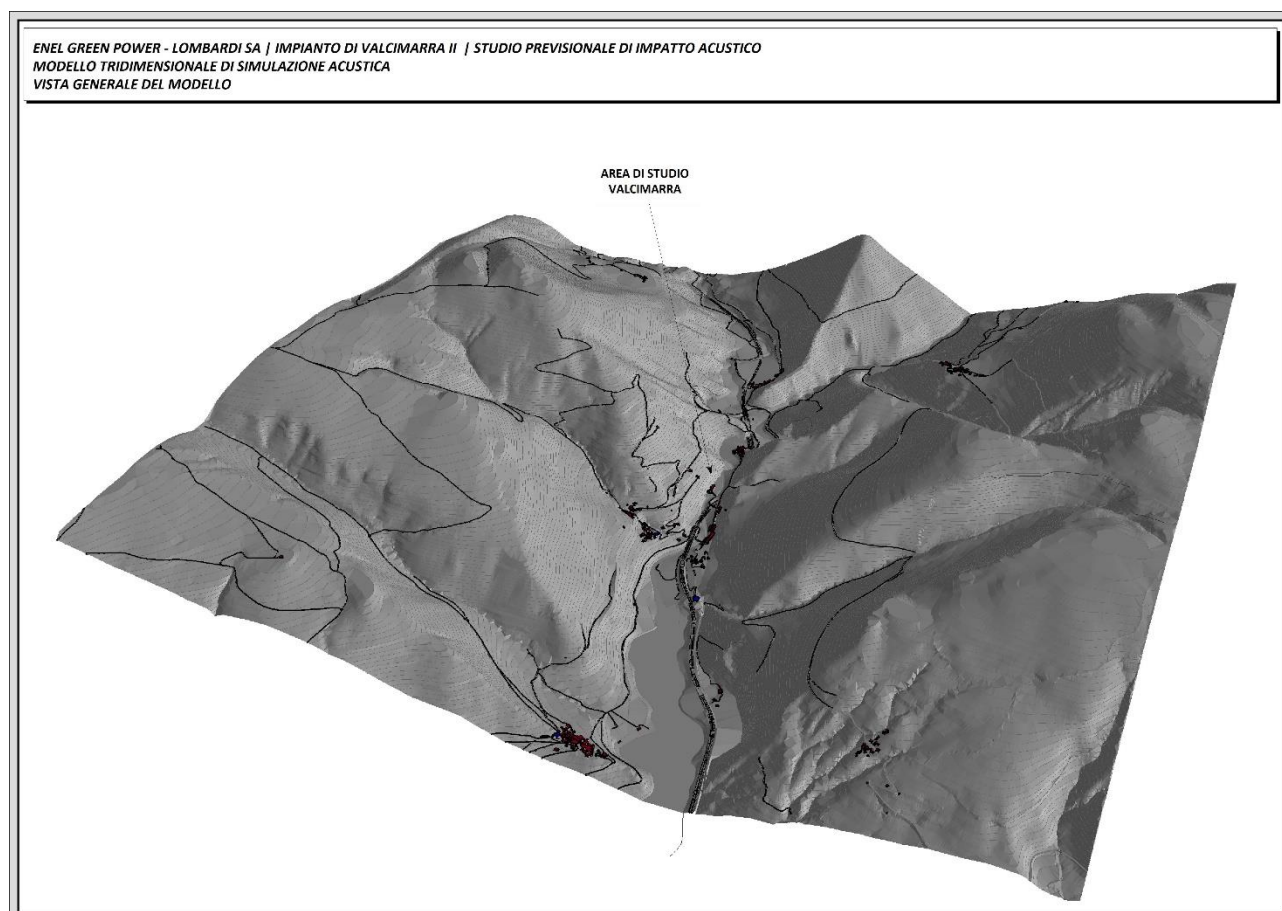 ENEL GREEN POWER - LOMBARDI SA | IMPIANTO DI VALCIMARRA II | STUDIO PREVISIONALE DI IMPATTO ACUSTICO
MODELLO TRIDIMENSIONALE DI SIMULAZIONE ACUSTICA
VISTA GENERALE DEL MODELLO
AREA DI STUDIO
VALCIMARRA